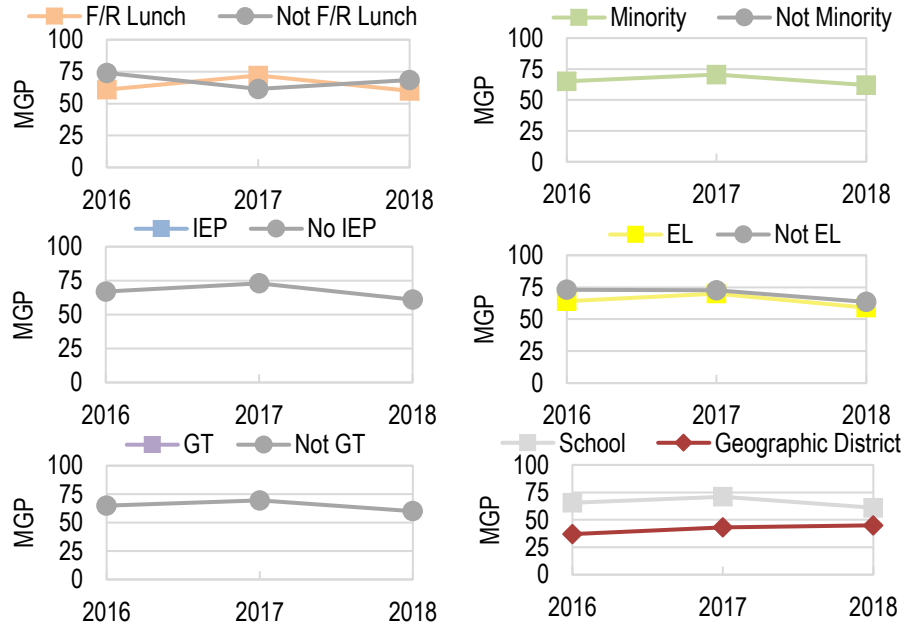 F/R Lunch Not F/R Lunch
100
75
50
25
0
MGP
2016 2017 2018
Minority Not Minority
100
75
50
25
0
MGP
2016 2017 2018
IEP No IEP
100
75
50
25
0
MGP
2016 2017 2018
EL Not EL
100
75
50
25
0
MGP
2016 2017 2018
GT Not GT
100
75
50
25
0
MGP
2016 2017 2018
School Geographic District
100
75
50
25
0
MGP
2016 2017 2018